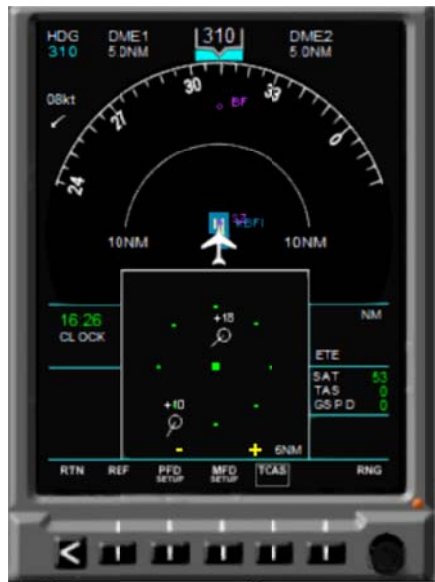 HDG DME1 310 DME2
310 5.0NM 5.0NM
30 33
08kt BF
27 0
24
KBFI
10NM 10NM
16:26 NM
CLOCK +18
ETE
SAT 53
TAS 0
+10 GSPD 0
- + 6NM
RTN REF PFD SETUP MFD SETUP TCAS RNG
<